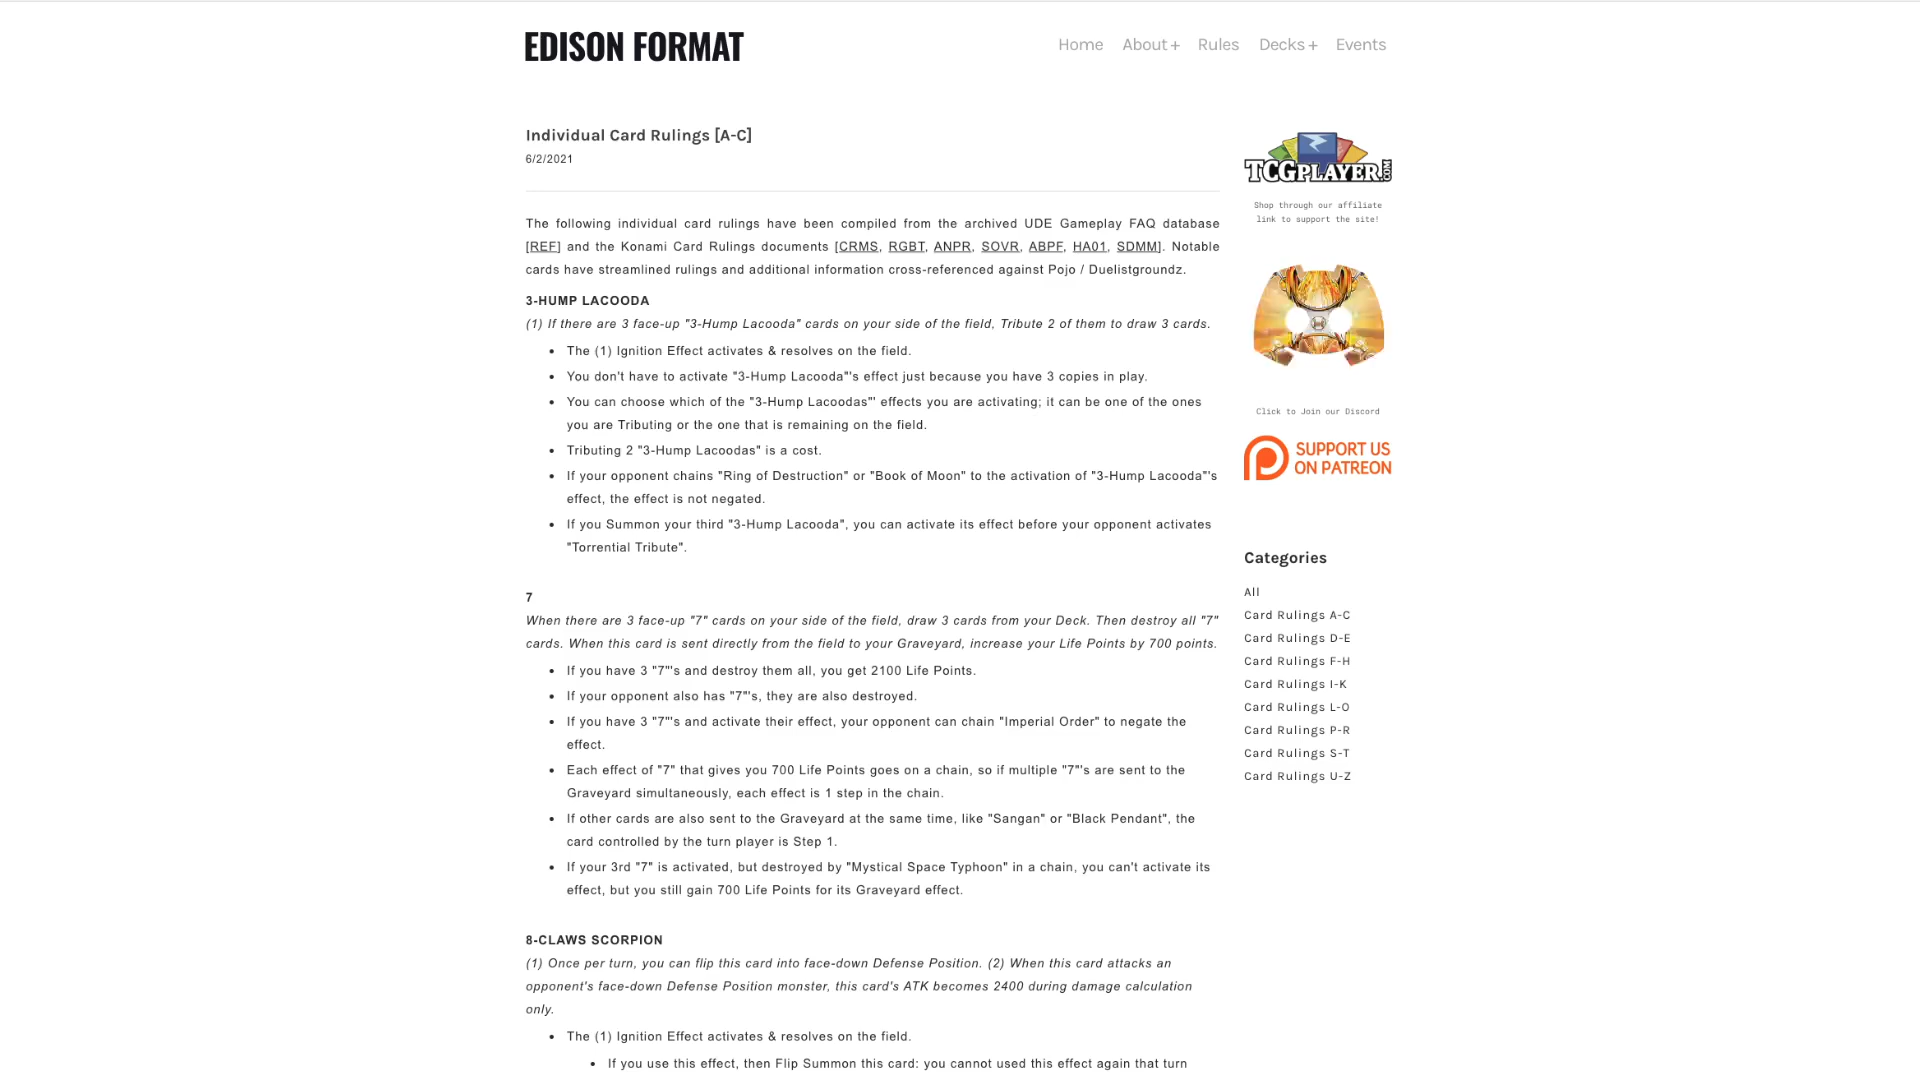 EDISON FORMAT
Home About + Rules Decks + Events
Individual Card Rulings [A-C]
6/2/2021
The following individual card rulings have been compiled from the archived UDE Gameplay FAQ database
[REF] and the Konami Card Rulings documents [CRMS, RGBT, ANPR, SOVR, ABPF, HA01, SDMM]. Notable
cards have streamlined rulings and additional information cross-referenced against Pojo / Duelistgroundz.
3-HUMP LACOODA
(1) If there are 3 face-up "3-Hump Lacooda" cards on your side of the field, Tribute 2 of them to draw 3 cards.
• The (1) Ignition Effect activates & resolves on the field.
• You don't have to activate "3-Hump Lacooda"'s effect just because you have 3 copies in play.
• You can choose which of the "3-Hump Lacoodas"' effects you are activating; it can be one of the ones
you are Tributing or the one that is remaining on the field.
• Tributing 2 "3-Hump Lacoodas" is a cost.
• If your opponent chains "Ring of Destruction" or "Book of Moon" to the activation of "3-Hump Lacooda"'s
effect, the effect is not negated.
• If you Summon your third "3-Hump Lacooda", you can activate its effect before your opponent activates
"Torrential Tribute".
7
When there are 3 face-up "7" cards on your side of the field, draw 3 cards from your Deck. Then destroy all "7"
cards. When this card is sent directly from the field to your Graveyard, increase your Life Points by 700 points.
• If you have 3 "7"'s and destroy them all, you get 2100 Life Points.
• If your opponent also has "7"'s, they are also destroyed.
• If you have 3 "7"'s and activate their effect, your opponent can chain "Imperial Order" to negate the
effect.
• Each effect of "7" that gives you 700 Life Points goes on a chain, so if multiple "7"'s are sent to the
Graveyard simultaneously, each effect is 1 step in the chain.
• If other cards are also sent to the Graveyard at the same time, like "Sangan" or "Black Pendant", the
card controlled by the turn player is Step 1.
• If your 3rd "7" is activated, but destroyed by "Mystical Space Typhoon" in a chain, you can't activate its
effect, but you still gain 700 Life Points for its Graveyard effect.
8-CLAWS SCORPION
(1) Once per turn, you can flip this card into face-down Defense Position. (2) When this card attacks an
opponent's face-down Defense Position monster, this card's ATK becomes 2400 during damage calculation
only.
• The (1) Ignition Effect activates & resolves on the field.
• If you use this effect, then Flip Summon this card: you cannot used this effect again that turn
TCGPLAYER.COM
Shop through our affiliate
link to support the site!
Click to Join our Discord
SUPPORT US
ON PATREON
Categories
All
Card Rulings A-C
Card Rulings D-E
Card Rulings F-H
Card Rulings I-K
Card Rulings L-O
Card Rulings P-R
Card Rulings S-T
Card Rulings U-Z